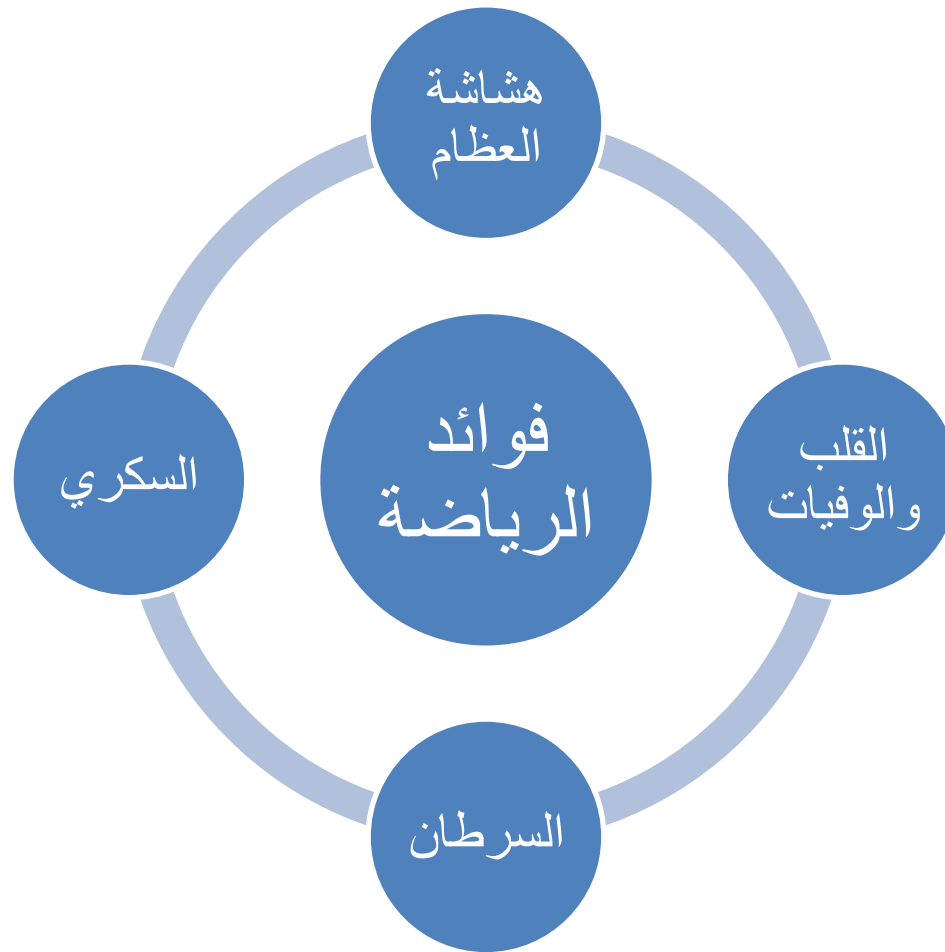 هشاشة
العظام
فوائد
الرياضة
القلب
والوفيات
السكري
السرطان